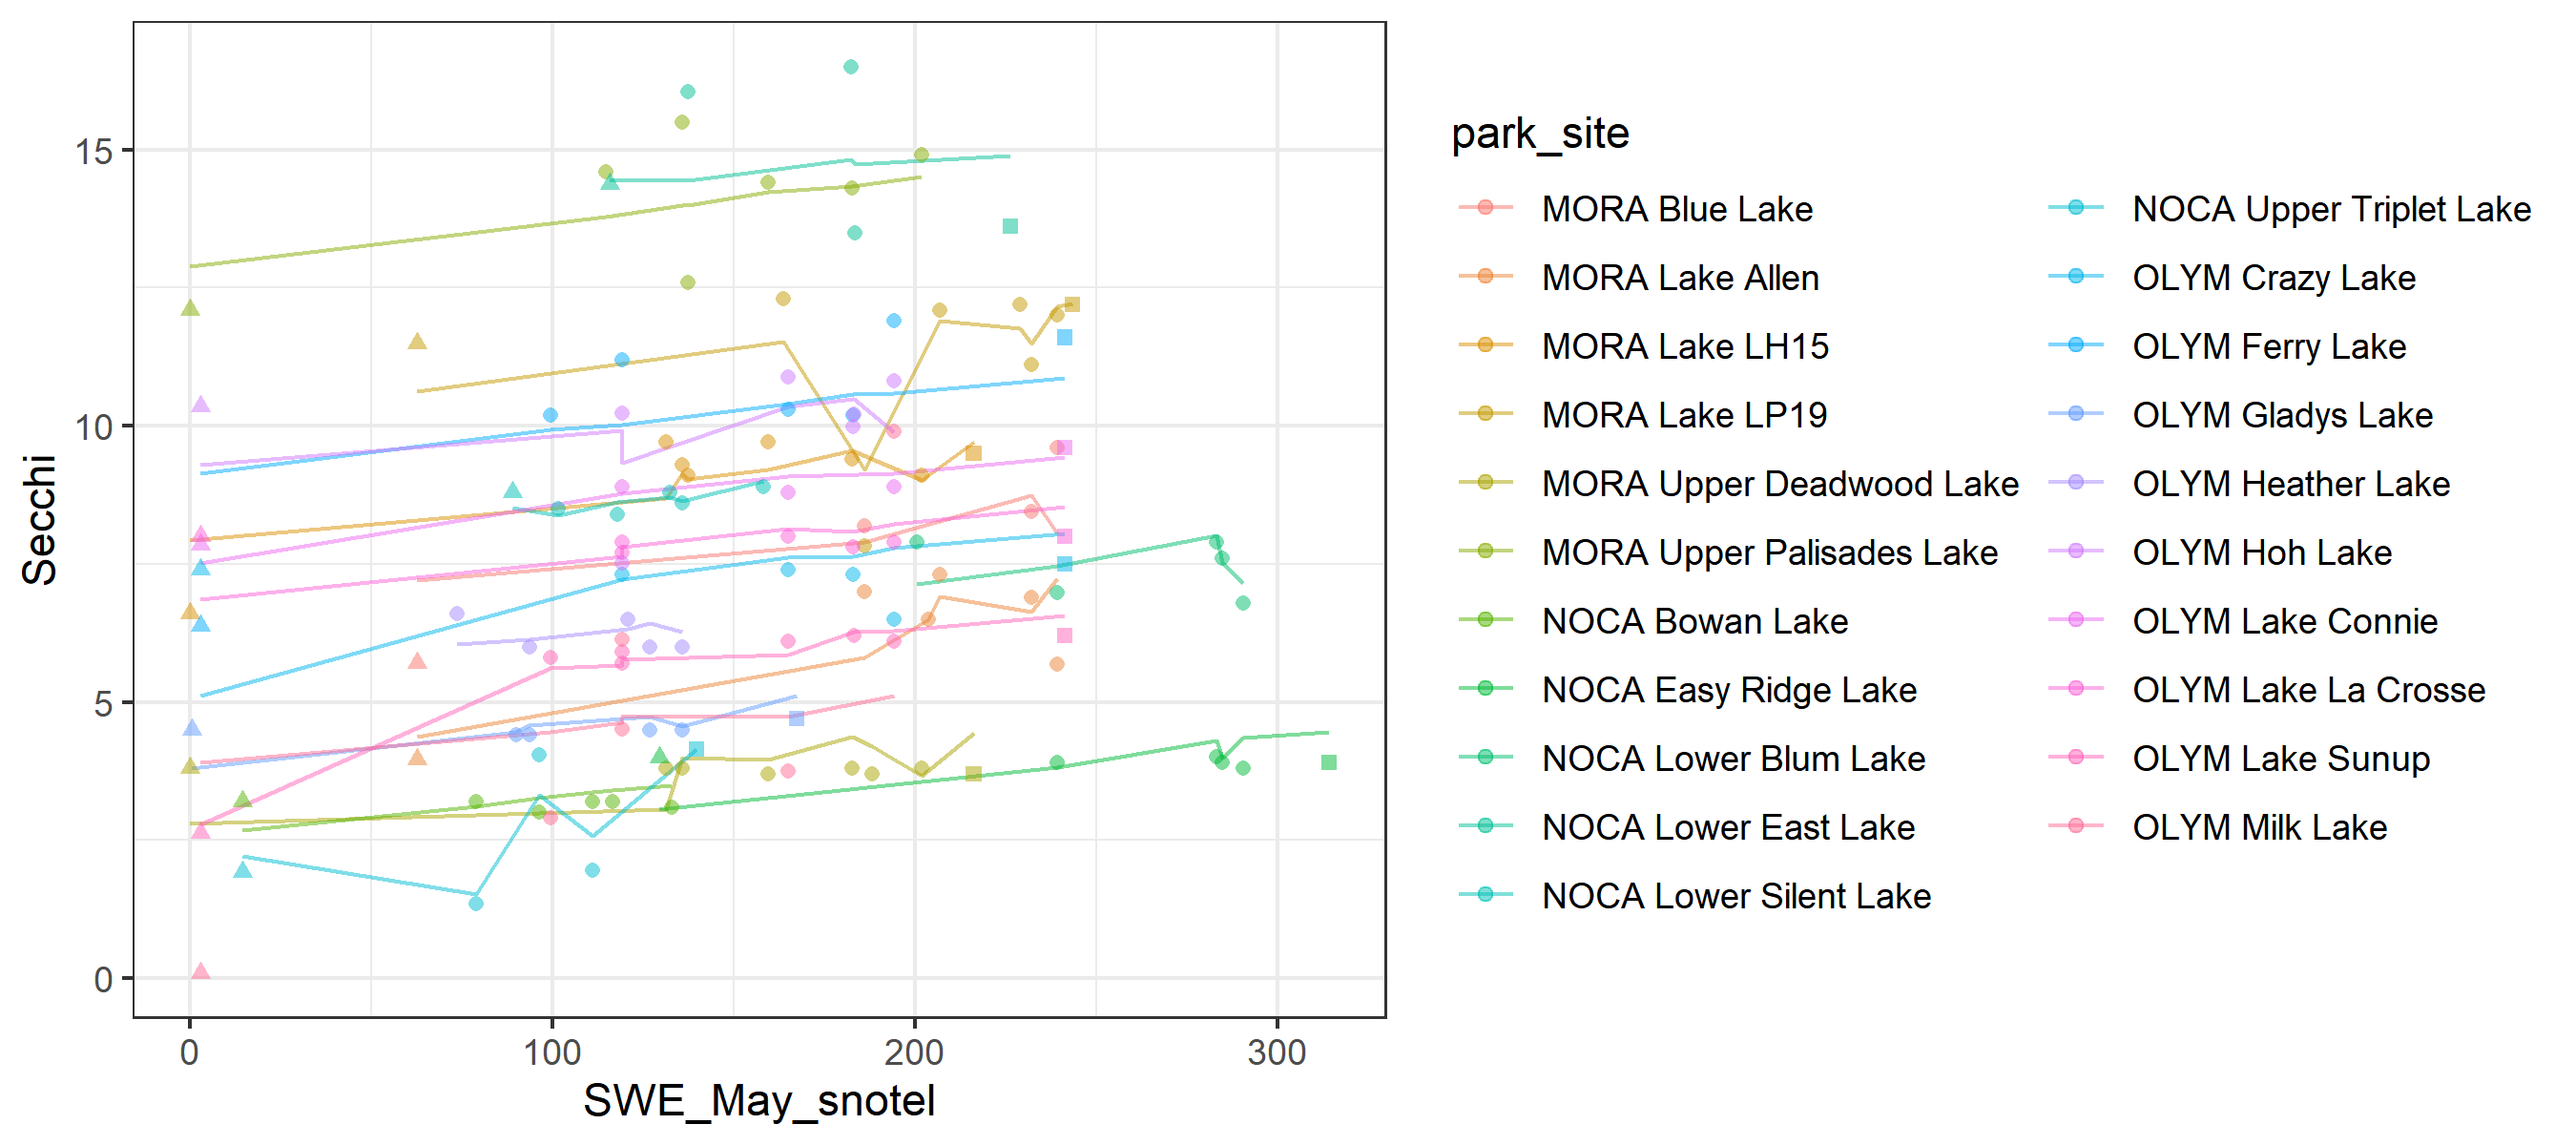 Secchi
15
10
5
0
0
100
200
300
SWE_May_snotel
park_site
MORA Blue Lake
MORA Lake Allen
MORA Lake LH15
MORA Lake LP19
MORA Upper Deadwood Lake
MORA Upper Palisades Lake
NOCA Bowan Lake
NOCA Easy Ridge Lake
NOCA Lower Blum Lake
NOCA Lower East Lake
NOCA Lower Silent Lake
NOCA Upper Triplet Lake
OLYM Crazy Lake
OLYM Ferry Lake
OLYM Gladys Lake
OLYM Heather Lake
OLYM Hoh Lake
OLYM Lake Connie
OLYM Lake La Crosse
OLYM Lake Sunup
OLYM Milk Lake